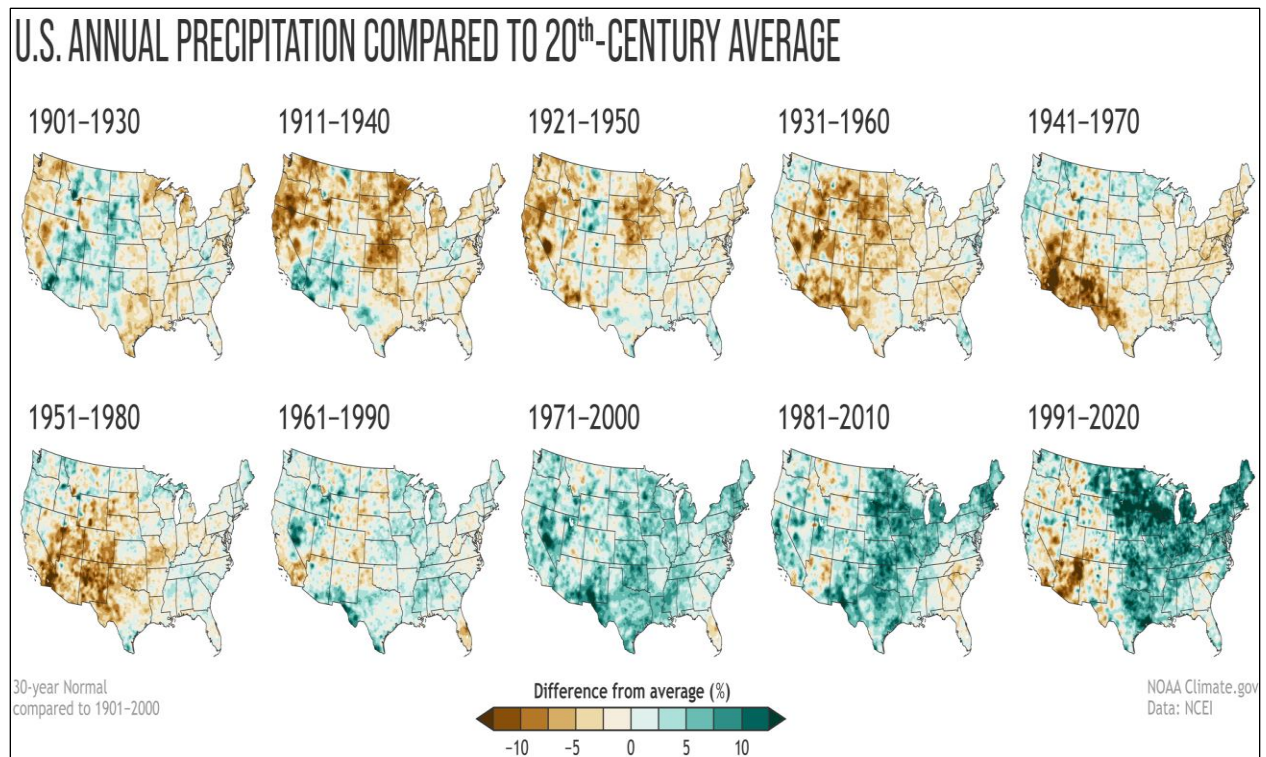 U.S. ANNUAL PRECIPITATION COMPARED TO 20th-CENTURY AVERAGE
1901–1930
1911–1940
1921–1950
1931–1960
1941–1970
1951–1980
1961–1990
1971–2000
1981–2010
1991–2020
30-year Normal
compared to 1901–2000
Difference from average (%)
-10 -5 0 5 10
NOAA Climate.gov
Data: NCEI